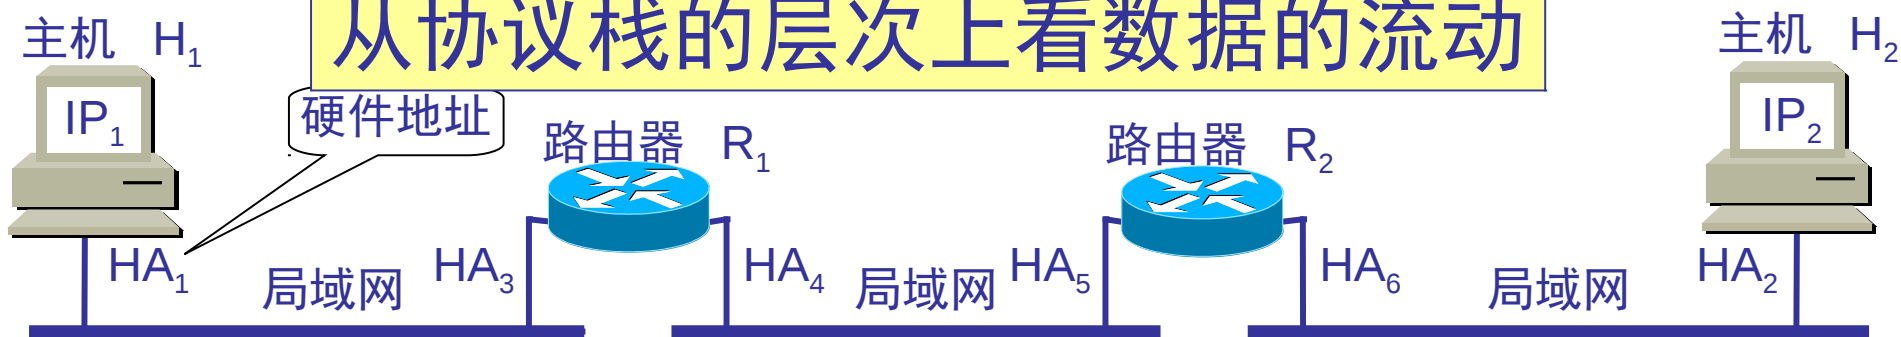 从协议栈的层次上看数据的流动
主机 H1
主机 H2
IP1
硬件地址
路由器 R1
路由器 R2
IP2
HA1
局域网
HA3
HA4
局域网
HA5
HA6
局域网
HA2